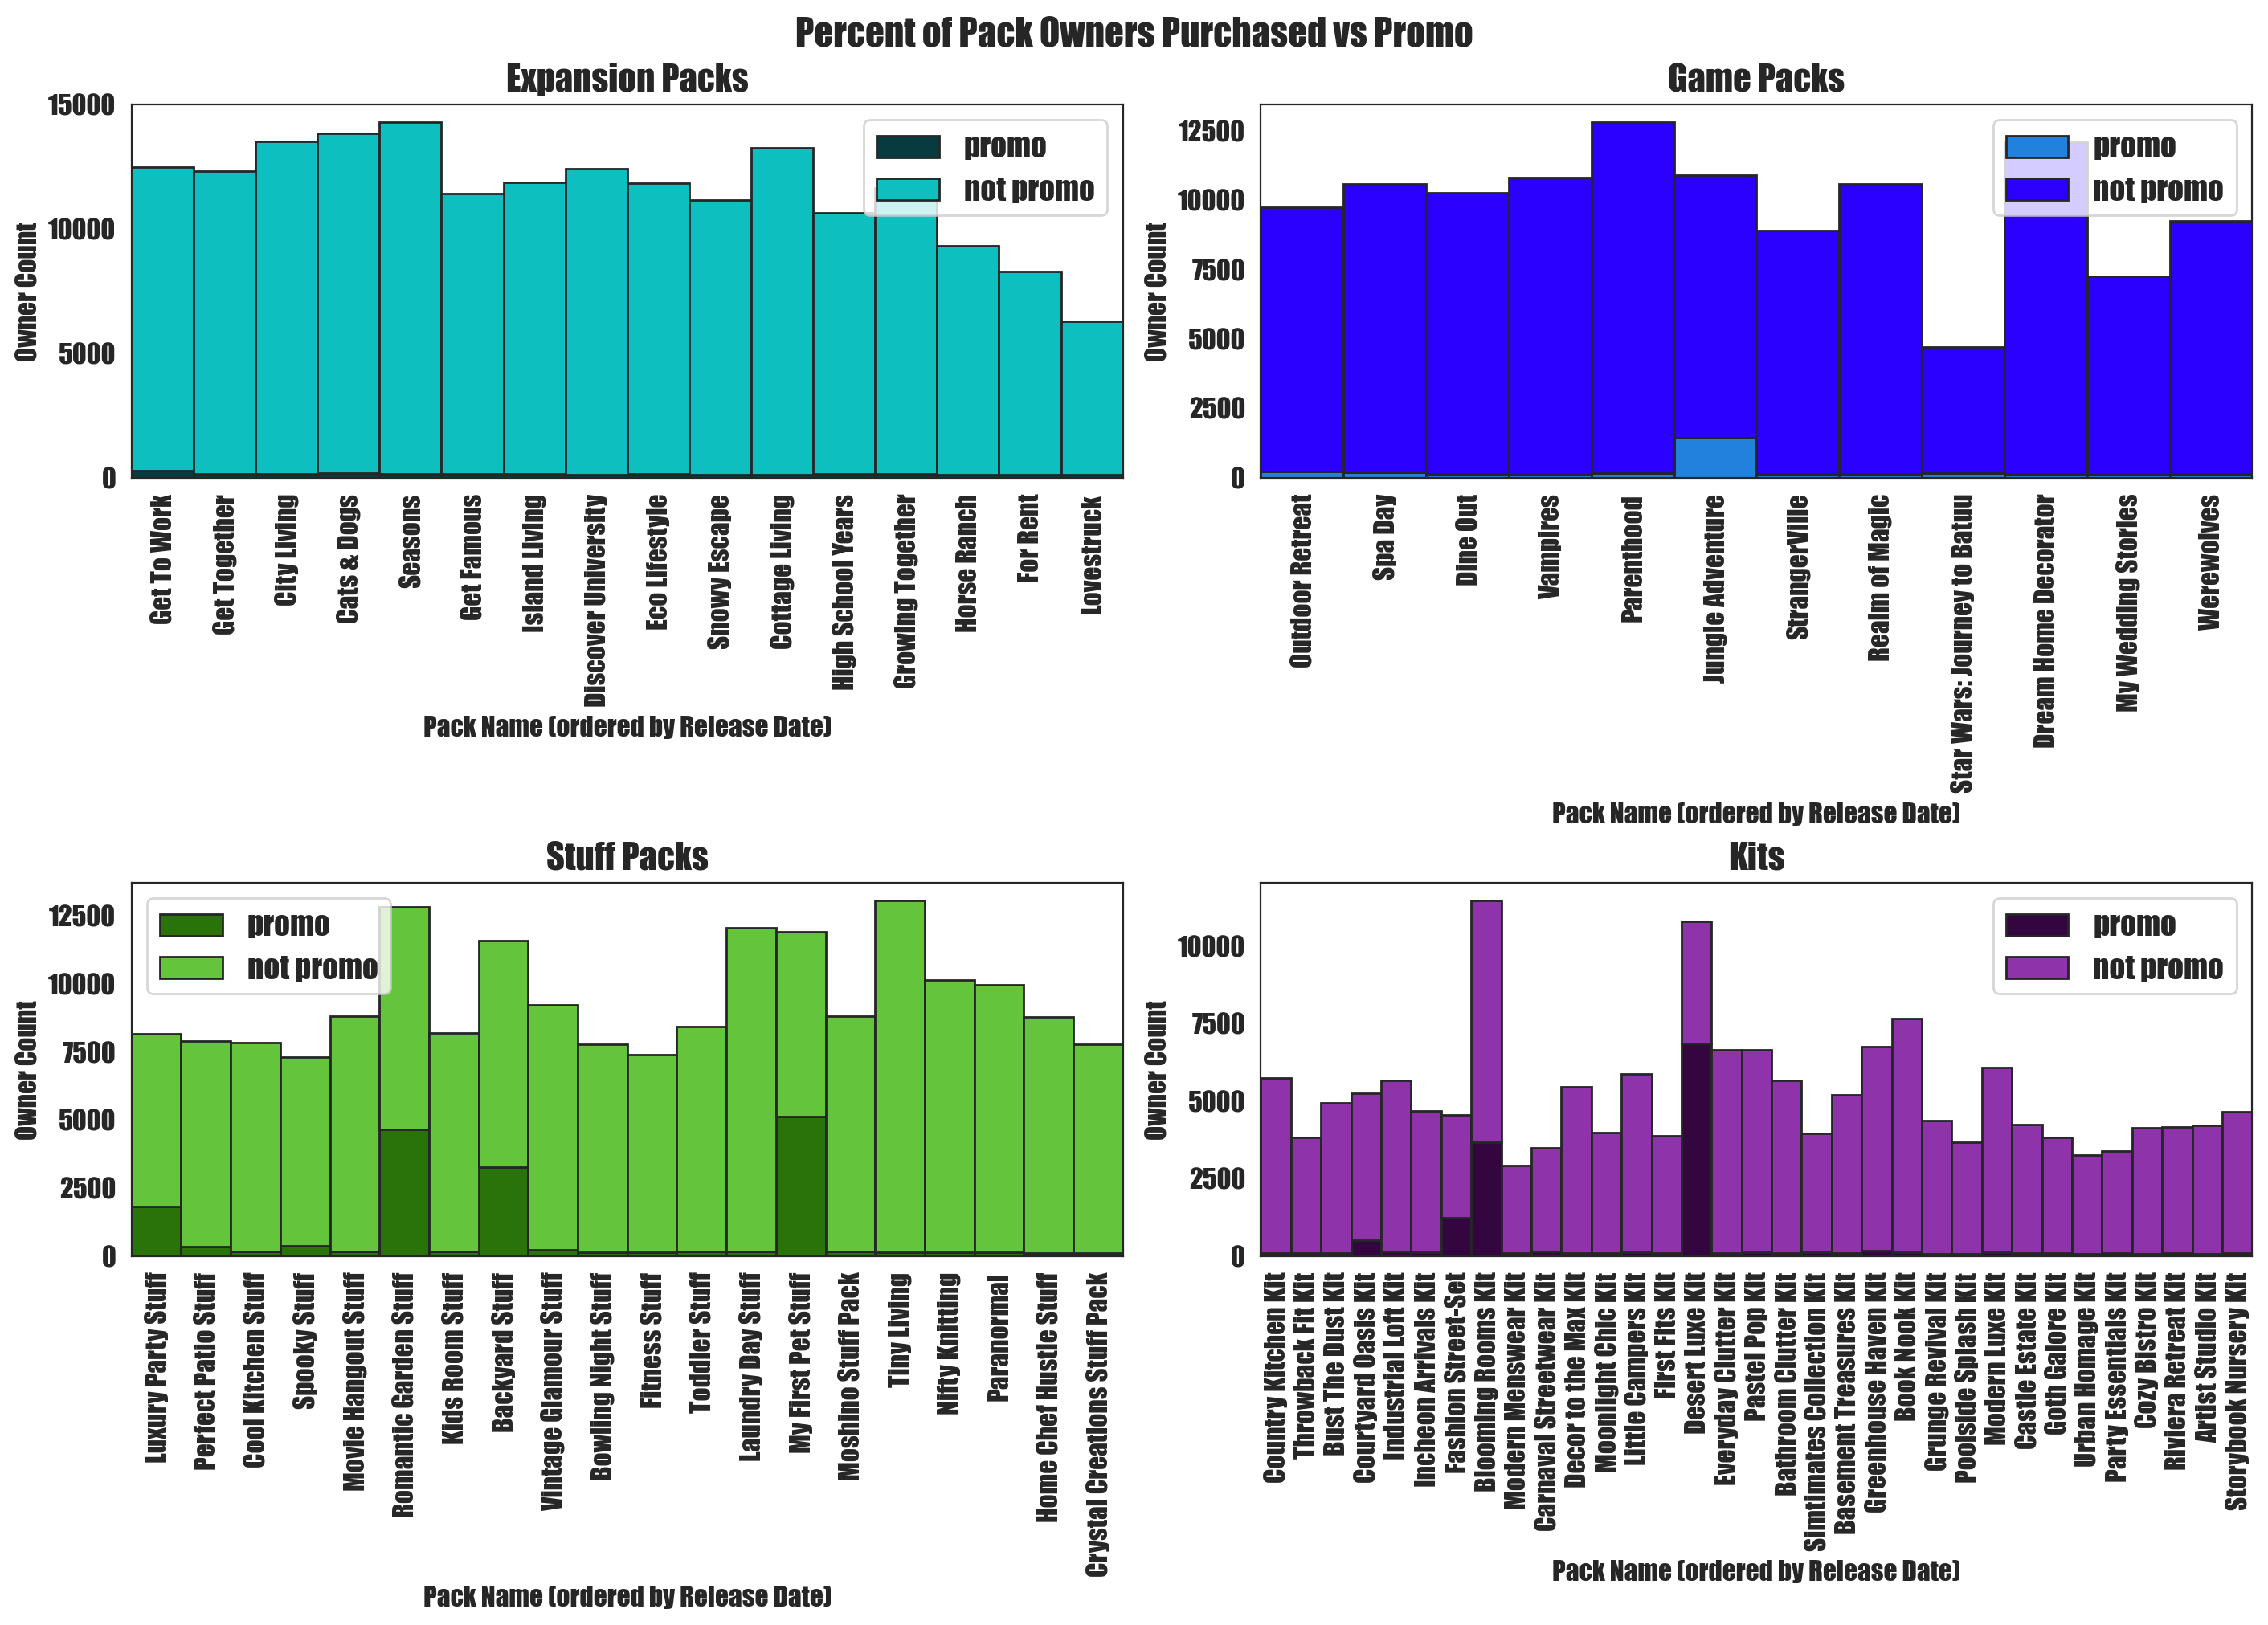 Percent of Pack Owners Purchased vs Promo
Expansion Packs
15000
10000
5000
0
Owner Count
promo
not promo
Get To Work
Get Together
City Living
Cats & Dogs
Seasons
Get Famous
Island Living
Discover University
Eco Lifestyle
Snowy Escape
Cottage Living
High School Years
Growing Together
Horse Ranch
For Rent
Lovestruck
Pack Name (ordered by Release Date)
Game Packs
12500
10000
7500
5000
2500
0
Owner Count
promo
not promo
Outdoor Retreat
Spa Day
Dine Out
Vampires
Parenthood
Jungle Adventure
StrangerVille
Realm of Magic
Star Wars: Journey to Batuu
Dream Home Decorator
My Wedding Stories
Werewolves
Pack Name (ordered by Release Date)
Stuff Packs
12500
10000
7500
5000
2500
0
Owner Count
promo
not promo
Luxury Party Stuff
Perfect Patio Stuff
Cool Kitchen Stuff
Spooky Stuff
Movie Hangout Stuff
Romantic Garden Stuff
Kids Room Stuff
Backyard Stuff
Vintage Glamour Stuff
Bowling Night Stuff
Fitness Stuff
Toddler Stuff
Laundry Day Stuff
My First Pet Stuff
Moshino Stuff Pack
Tiny Living
Nifty Knitting
Paranormal
Home Chef Hustle Stuff
Crystal Creations Stuff Pack
Pack Name (ordered by Release Date)
Kits
10000
7500
5000
2500
0
Owner Count
promo
not promo
Country Kitchen Kit
Throwback Fit Kit
Bust The Dust Kit
Courtyard Oasis Kit
Industrial Loft Kit
Incheon Arrivals Kit
Fashion Street-Set
Blooming Rooms Kit
Modern Menswear Kit
Carnaval Streetwear Kit
Decor to the Max Kit
Moonlight Chic Kit
Little Campers Kit
First Fits Kit
Desert Luxe Kit
Everyday Clutter Kit
Pastel Pop Kit
Bathroom Clutter Kit
Simtimates Collection Kit
Basement Treasures Kit
Greenhouse Haven Kit
Book Nook Kit
Grunge Revival Kit
Poolside Splash Kit
Modern Luxe Kit
Castle Estate Kit
Goth Galore Kit
Urban Homage Kit
Party Essentials Kit
Cozy Bistro Kit
Riviera Retreat Kit
Artist Studio Kit
Storybook Nursery Kit
Pack Name (ordered by Release Date)